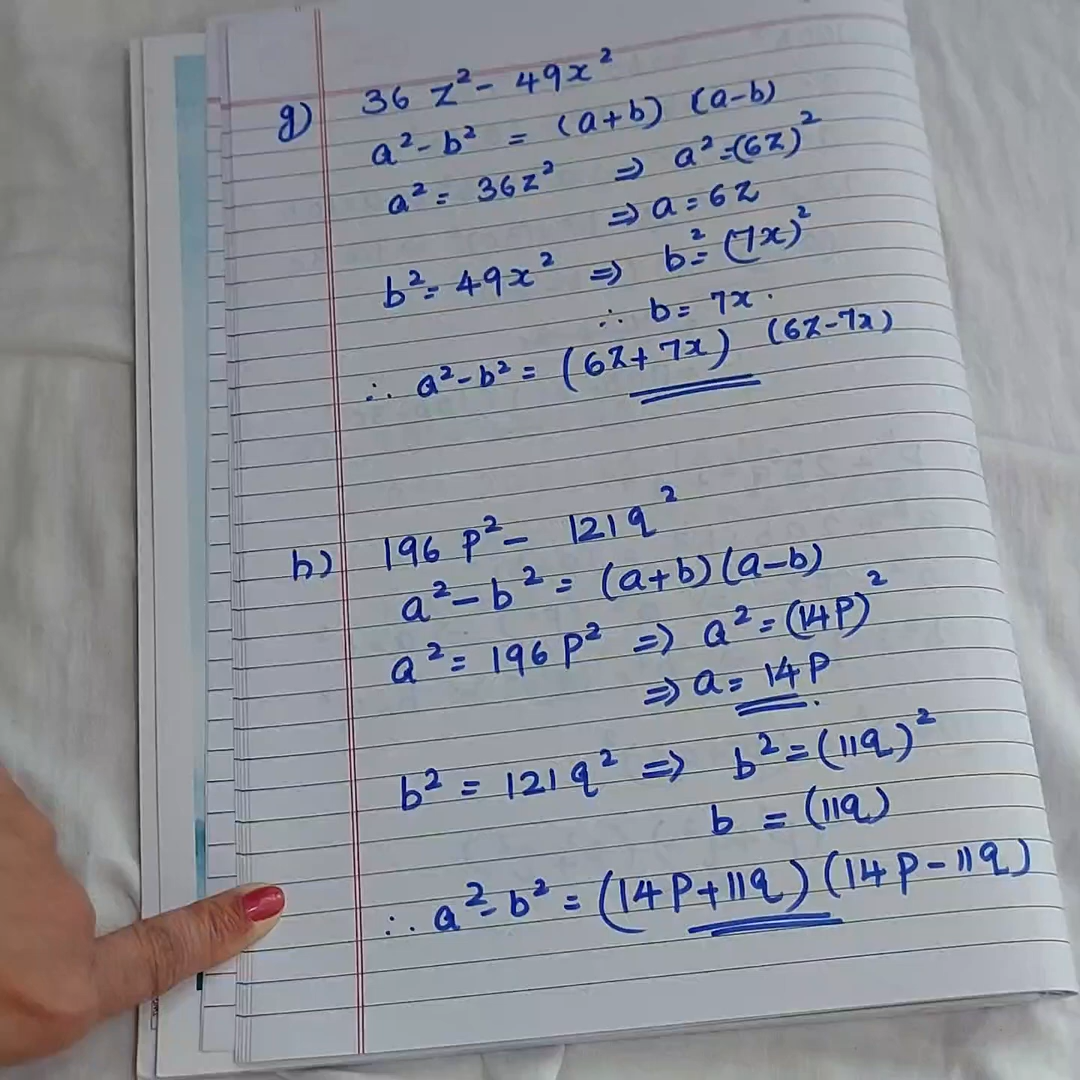 g) 36 z² - 49x²
a² - b² = (a+b) (a-b)
a² = 36z² ⇒ a² = (6z)²
⇒ a = 6z
b² = 49x² ⇒ b² = (7x)²
∴ b = 7x.
∴ a² - b² = (6z + 7x) (6z - 7x)
h) 196 p² - 121q²
a² - b² = (a+b) (a-b)
a² = 196 p² ⇒ a² = (14p)²
⇒ a = 14p.
b² = 121q² ⇒ b² = (11q)²
b = (11q)
∴ a² - b² = (14p + 11q) (14p - 11q)